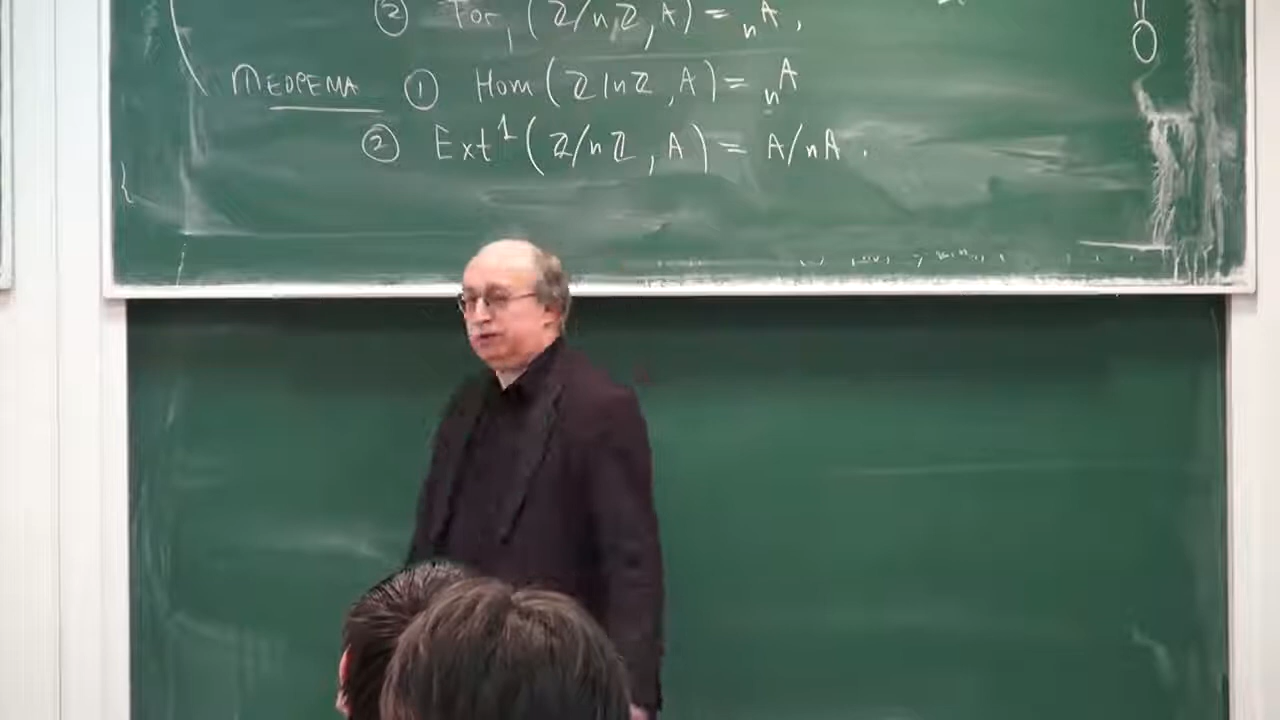 ② Tor₁(ℤ/nℤ, A) = ₙA,
ТЕОРЕМА ① Hom(ℤ/nℤ, A) = ₙA
② Ext¹(ℤ/nℤ, A) = A/nA.